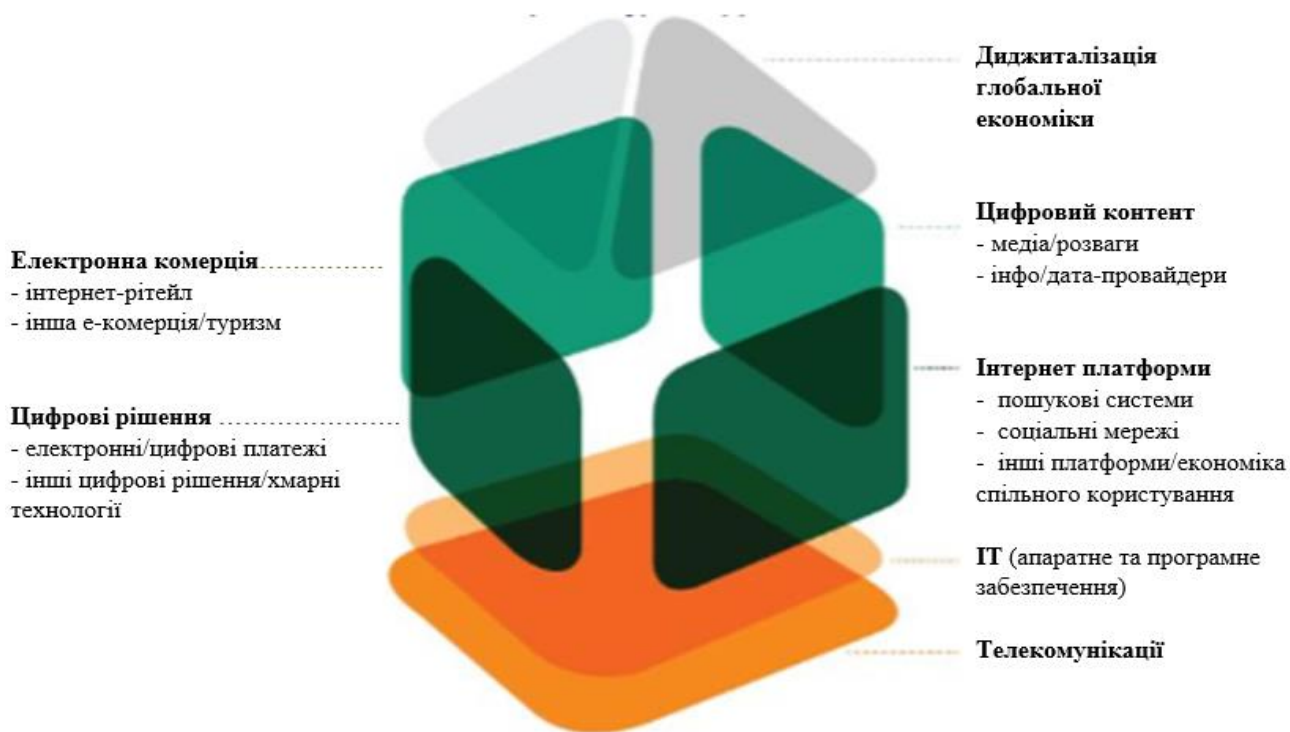 Диджиталізація
глобальної
економіки
Цифровий контент
- медіа/розваги
- інфо/дата-провайдери
Електронна комерція
- інтернет-рітейл
- інша е-комерція/туризм
Інтернет платформи
- пошукові системи
- соціальні мережі
- інші платформи/економіка
спільного користування
Цифрові рішення
- електронні/цифрові платежі
- інші цифрові рішення/хмарні
технології
ІТ (апаратне та програмне
забезпечення)
Телекомунікації